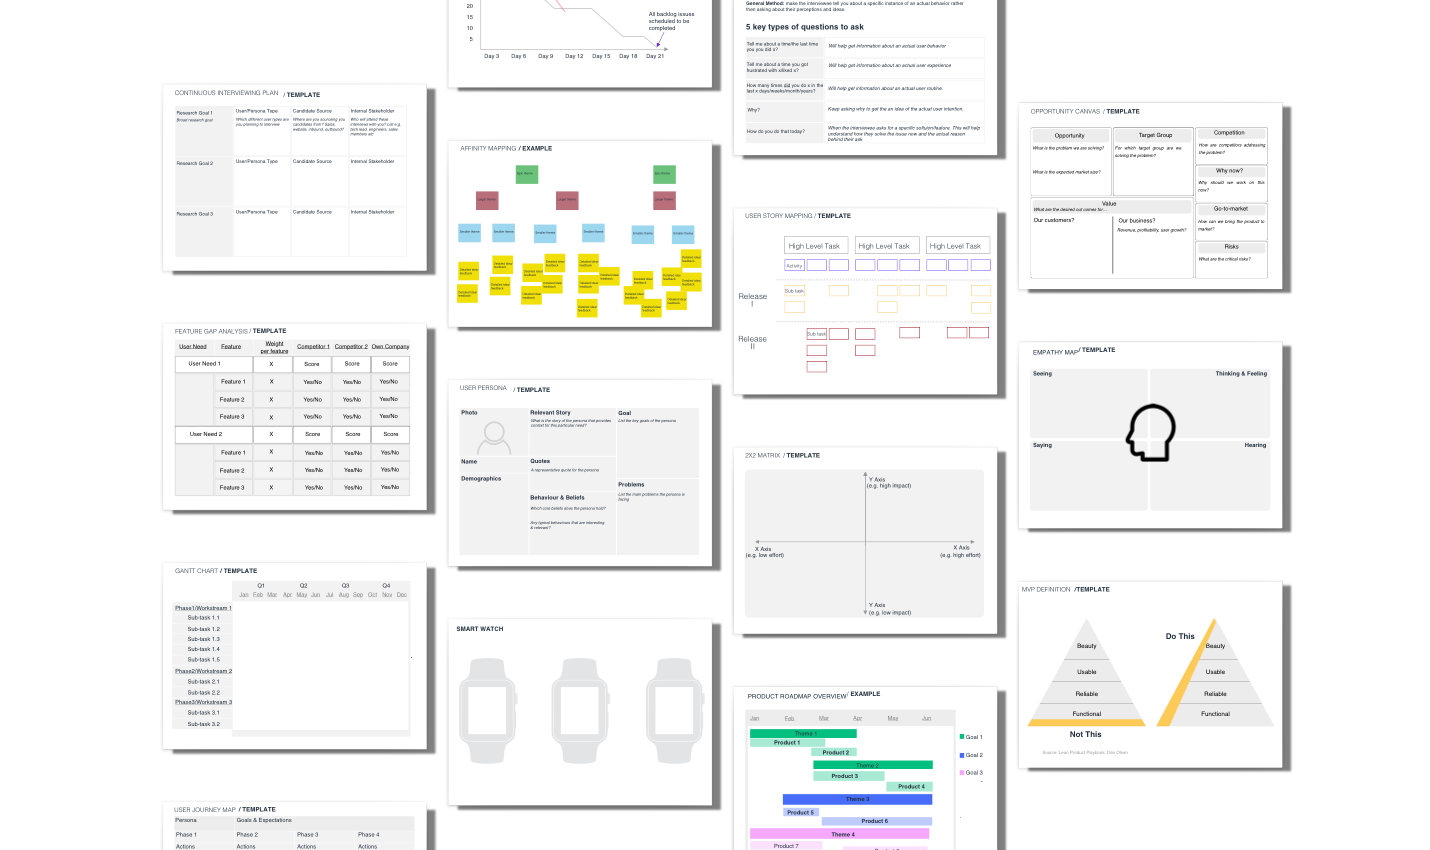 CONTINUOUS INTERVIEWING PLAN / TEMPLATE
Research Goal 1
Broad research goal
User/Persona Type
Which different user types are
you planning to interview
Candidate Source
Where are you sourcing you
candidates from? Sales,
website, inbound, outbound?
Internal Stakeholder
Who will attend these
interviews with you? List e.g.
tech lead, engineers, sales
members etc
Research Goal 2
User/Persona Type
Candidate Source
Internal Stakeholder
Research Goal 3
User/Persona Type
Candidate Source
Internal Stakeholder
FEATURE GAP ANALYSIS / TEMPLATE
User Need Feature Weight per feature Competitor 1 Competitor 2 Own Company
User Need 1 X Score Score Score
Feature 1 X Yes/No Yes/No Yes/No
Feature 2 X Yes/No Yes/No Yes/No
Feature 3 X Yes/No Yes/No Yes/No
User Need 2 X Score Score Score
Feature 1 X Yes/No Yes/No Yes/No
Feature 2 X Yes/No Yes/No Yes/No
Feature 3 X Yes/No Yes/No Yes/No
GANTT CHART / TEMPLATE
Q1 Q2 Q3 Q4
Jan Feb Mar Apr May Jun Jul Aug Sep Oct Nov Dec
Phase1/Workstream 1
Sub-task 1.1
Sub-task 1.2
Sub-task 1.3
Sub-task 1.4
Sub-task 1.5
Phase2/Workstream 2
Sub-task 2.1
Sub-task 2.2
Phase3/Workstream 3
Sub-task 3.1
Sub-task 3.2
USER JOURNEY MAP / TEMPLATE
Persona Goals & Expectations
Phase 1 Phase 2 Phase 3 Phase 4
Actions Actions Actions Actions
20
15
10
5
Day 3 Day 6 Day 9 Day 12 Day 15 Day 18 Day 21
All backlog issues
scheduled to be
completed
AFFINITY MAPPING / EXAMPLE
USER PERSONA / TEMPLATE
Photo
Name
Demographics
Relevant Story
What is the story of the persona that provides
context for this particular need?
Quotes
A representative quote for the persona
Behaviour & Beliefs
Which core beliefs does the persona hold?
Any typical behaviours that are interesting
& relevant?
Goal
List the key goals of the persona
Problems
List the main problems the persona is
facing
SMART WATCH
General Method: make the interviewee tell you about a specific instance of an actual behavior rather
then asking about their perceptions and ideas.
5 key types of questions to ask
Tell me about a time/the last time
you you did x?
Will help get information about an actual user behavior
Tell me about a time you got
frustrated with x/liked x?
Will help get information about an actual user experience
How many times did you do x in the
last x days/weeks/month/years?
Will help get information about an actual user routine.
Why?
Keep asking why to get the an idea of the actual user intention.
How do you do that today?
When the interviewee asks for a specific soltuion/feature. This will help
understand how they solve the issue now and the actual reason
behind their ask
USER STORY MAPPING / TEMPLATE
High Level Task High Level Task High Level Task
Activity
Release
I
Sub task
Release
II
Sub task
2X2 MATRIX / TEMPLATE
Y Axis
(e.g. high impact)
X Axis
(e.g. low effort)
X Axis
(e.g. high effort)
Y Axis
(e.g. low impact)
PRODUCT ROADMAP OVERVIEW / EXAMPLE
Jan Feb Mar Apr May Jun
Theme 1
Product 1
Product 2
Theme 2
Product 3
Product 4
Theme 3
Product 5
Product 6
Theme 4
Product 7
Goal 1
Goal 2
Goal 3
OPPORTUNITY CANVAS / TEMPLATE
Opportunity
What is the problem we are solving?
What is the expected market size?
Target Group
For which target group are we
solving the problem?
Competition
How are competitors addressing
the problem?
Why now?
Why should we work on this
now?
Value
What are the desired out comes for...
Our customers?
Our business?
Revenue, profitability, user growth?
Go-to-market
How can we bring the product to
market?
Risks
What are the critical risks?
EMPATHY MAP / TEMPLATE
Seeing
Thinking & Feeling
Saying
Hearing
MVP DEFINITION /TEMPLATE
Do This
Beauty
Usable
Reliable
Functional
Beauty
Usable
Reliable
Functional
Not This
Source: Lean Product Playbook, Dan Olsen